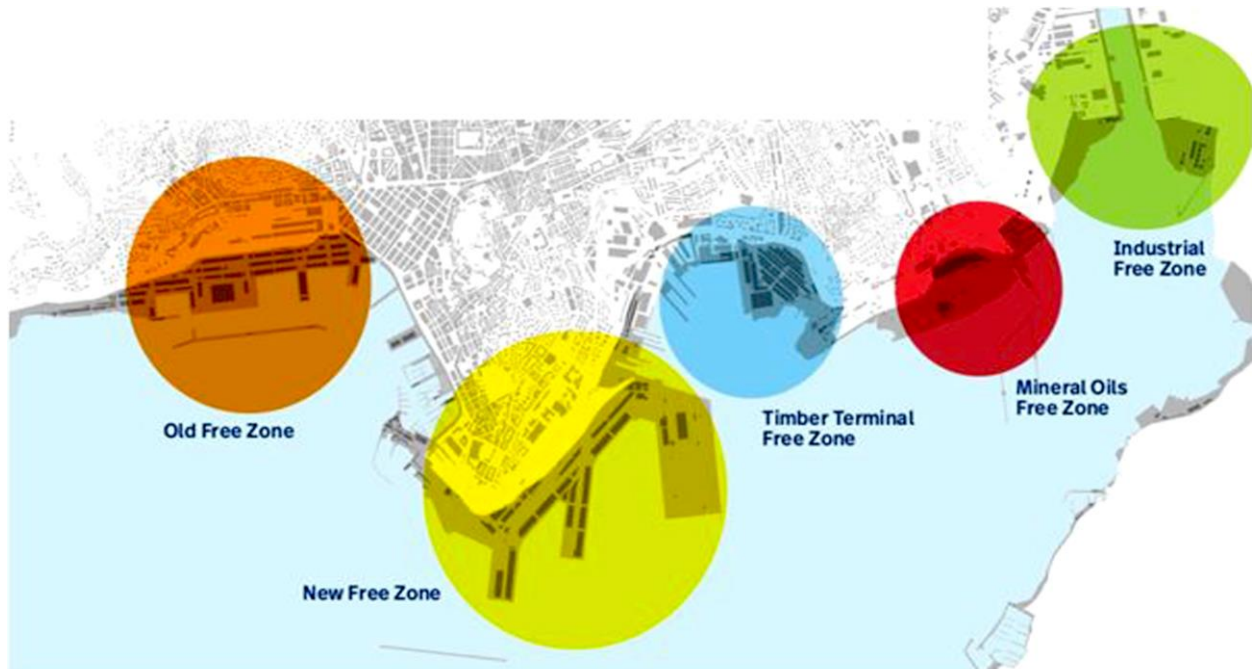 Industrial
Free Zone
Mineral Oils
Free Zone
Timber Terminal
Free Zone
Old Free Zone
New Free Zone